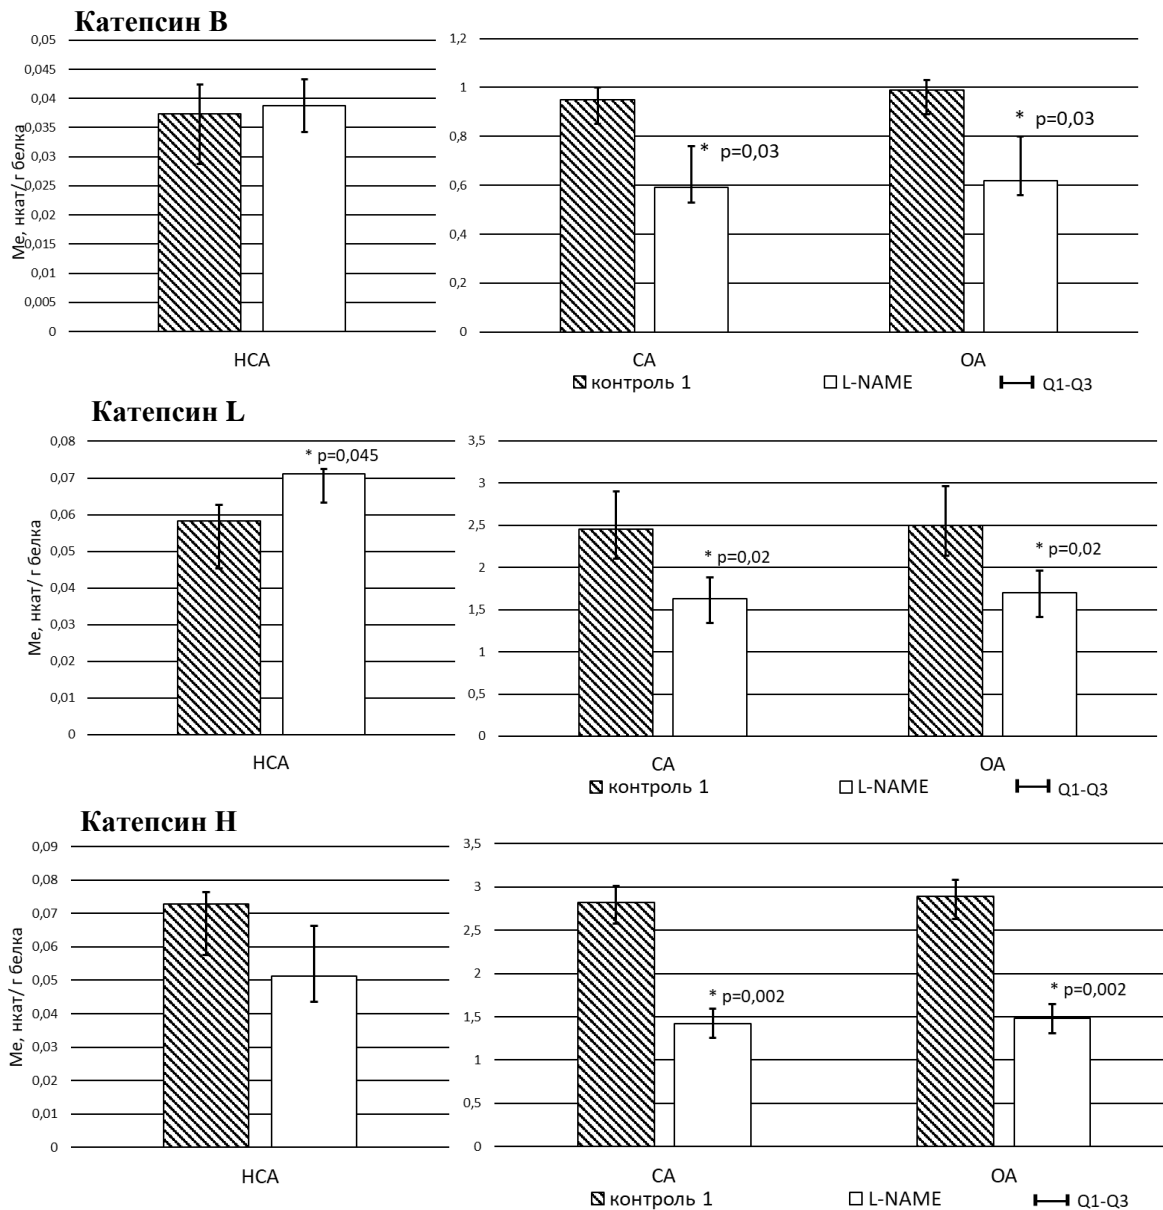 Катепсин В
0,05
0,045
0,04
0,035
0,03
0,025
0,02
0,015
0,01
0,005
0
Ме, нкат/ г белка
НСА
1,2
1
0,8
0,6
0,4
0,2
0
* p=0,03
* p=0,03
СА
ОА
контроль 1
L-NAME
Q1-Q3
Катепсин L
0,08
0,07
0,06
0,05
0,04
0,03
0,02
0,01
0
Ме, нкат/ г белка
* p=0,045
НСА
3,5
3
2,5
2
1,5
1
0,5
0
* p=0,02
* p=0,02
СА
ОА
контроль 1
L-NAME
Q1-Q3
Катепсин Н
0,09
0,08
0,07
0,06
0,05
0,04
0,03
0,02
0,01
0
Ме, нкат/ г белка
НСА
3,5
3
2,5
2
1,5
1
0,5
0
* p=0,002
* p=0,002
СА
ОА
контроль 1
L-NAME
Q1-Q3